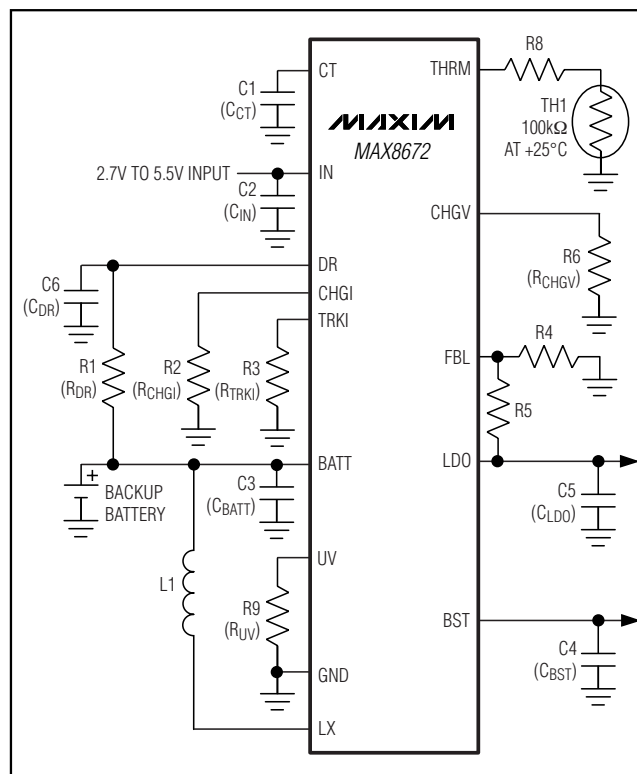 CT
C1
(CCT)
MAXIM
MAX8672
THRM
R8
TH1
100kΩ
AT +25°C
2.7V TO 5.5V INPUT
IN
C2
(CIN)
CHGV
R6
(RCHGV)
DR
C6
(CDR)
CHGI
TRKI
R1
(RDR)
R2
(RCHGI)
R3
(RTRKI)
FBL
R4
R5
BATT
LDO
+
BACKUP
BATTERY
C3
(CBATT)
C5
(CLDO)
L1
UV
R9
(RUV)
BST
C4
(CBST)
GND
LX